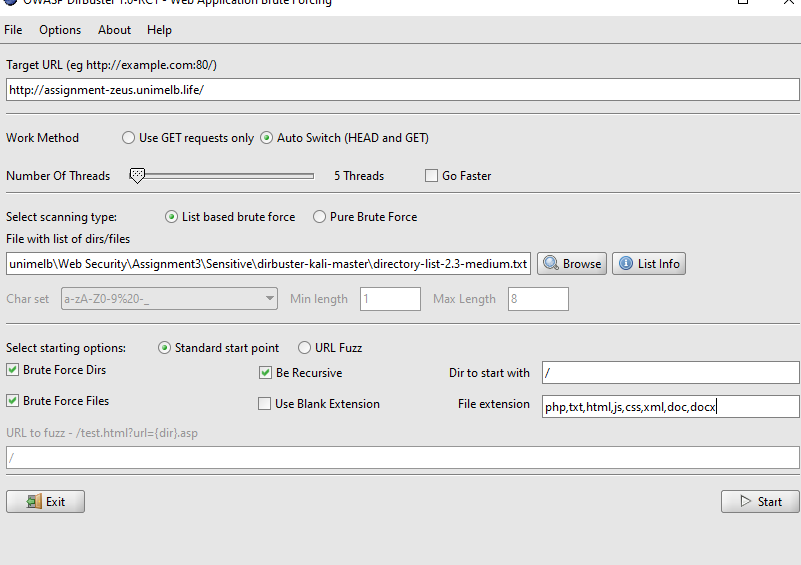 OWASP DirBuster 1.0-RC1 - Web Application Brute Forcing
File Options About Help
Target URL (eg http://example.com:80/)
http://assignment-zeus.unimelb.life/
Work Method Use GET requests only Auto Switch (HEAD and GET)
Number Of Threads 5 Threads Go Faster
Select scanning type: List based brute force Pure Brute Force
File with list of dirs/files
unimelb\Web Security\Assignment3\Sensitive\dirbuster-kali-master\directory-list-2.3-medium.txt Browse List Info
Char set a-zA-Z0-9%20-_ Min length 1 Max Length 8
Select starting options: Standard start point URL Fuzz
Brute Force Dirs Be Recursive Dir to start with /
Brute Force Files Use Blank Extension File extension php,txt,html,js,css,xml,doc,docx
URL to fuzz - /test.html?url={dir}.asp
/
Exit Start